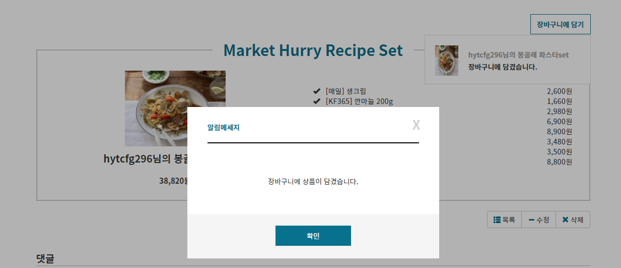 장바구니에 담기
Market Hurry Recipe Set
hytcfg296님의 봉골레 파스타set
장바구니에 담겼습니다.
[매일] 생크림
[KF365] 깐마늘 200g
2,600원
1,660원
2,980원
6,900원
8,900원
3,480원
3,500원
8,800원
hytcfg296님의 봉골
38,820
알림메세지
X
장바구니에 상품이 담겼습니다.
확인
목록
수정
삭제
댓글